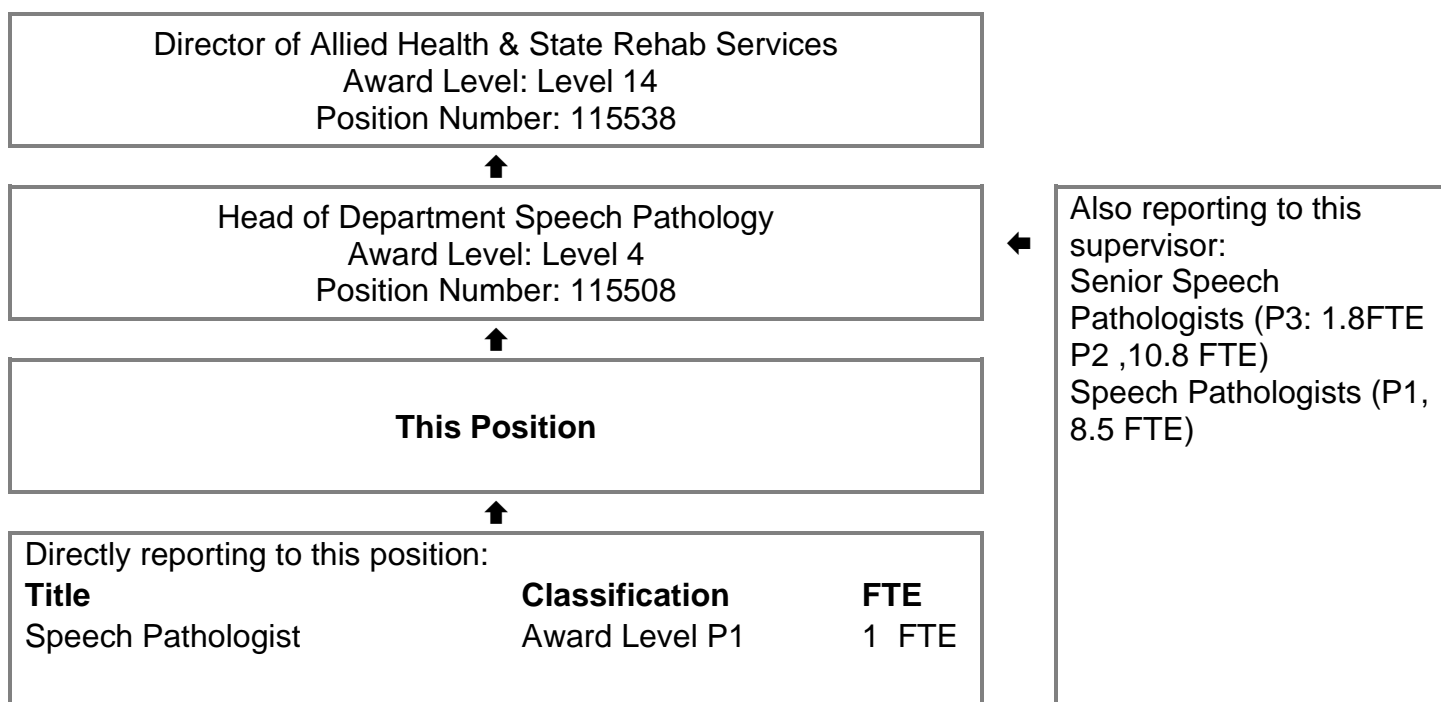 Director of Allied Health & State Rehab Services
Award Level: Level 14
Position Number: 115538
Head of Department Speech Pathology
Award Level: Level 4
Position Number: 115508
Also reporting to this
supervisor:
Senior Speech
Pathologists (P3: 1.8FTE
P2 ,10.8 FTE)
Speech Pathologists (P1,
8.5 FTE)
This Position
Directly reporting to this position:
Title Classification FTE
Speech Pathologist Award Level P1 1 FTE